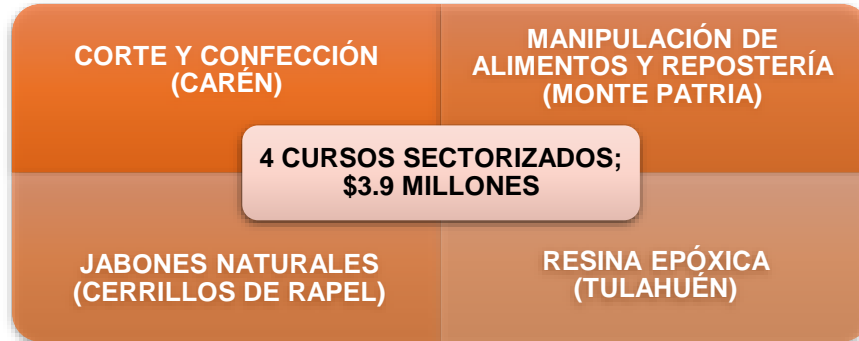 CORTE Y CONFECCIÓN
(CARÉN)
MANIPULACIÓN DE
ALIMENTOS Y REPOSTERÍA
(MONTE PATRIA)
4 CURSOS SECTORIZADOS;
$3.9 MILLONES
JABONES NATURALES
(CERRILLOS DE RAPEL)
RESINA EPÓXICA
(TULAHUÉN)